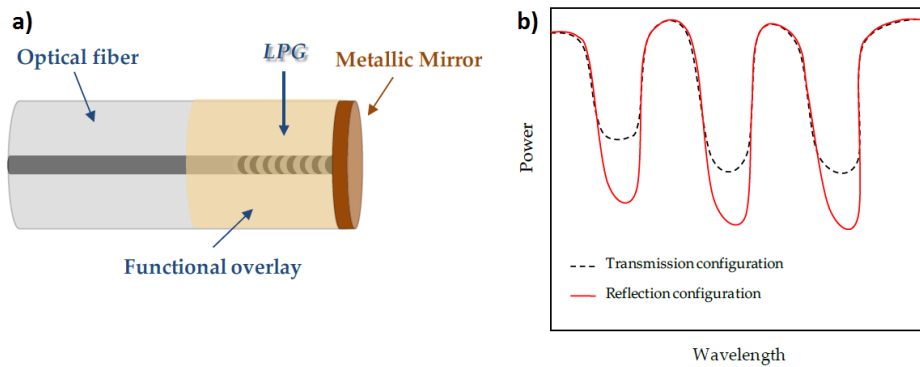 a)
Optical fiber
LPG
Metallic Mirror
Functional overlay
b)
Power
Transmission configuration
Reflection configuration
Wavelength